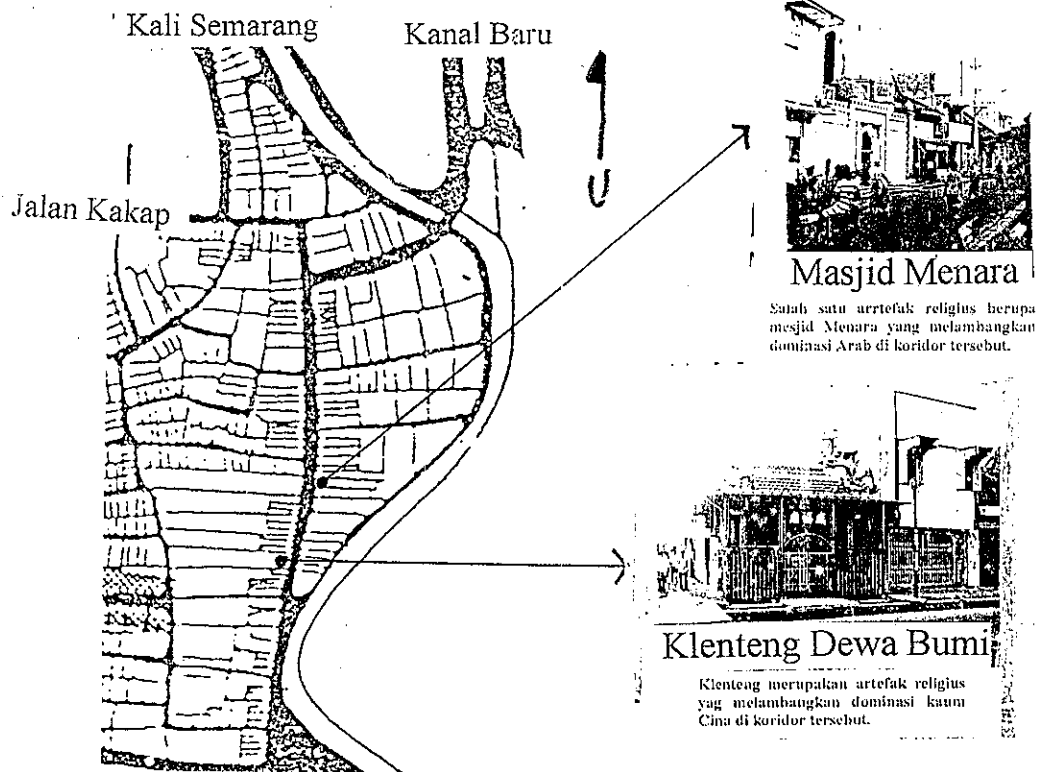 Kali Semarang
Kanal Baru
U
Jalan Kakap
Masjid Menara
Salah satu arrtefak religius berupa
mesjid Menara yang melambangkan
dominasi Arab di koridor tersebut.
Klenteng Dewa Bumi
Klenteng merupakan artefak religius
yag melambangkan dominasi kaum
Cina di koridor tersebut.